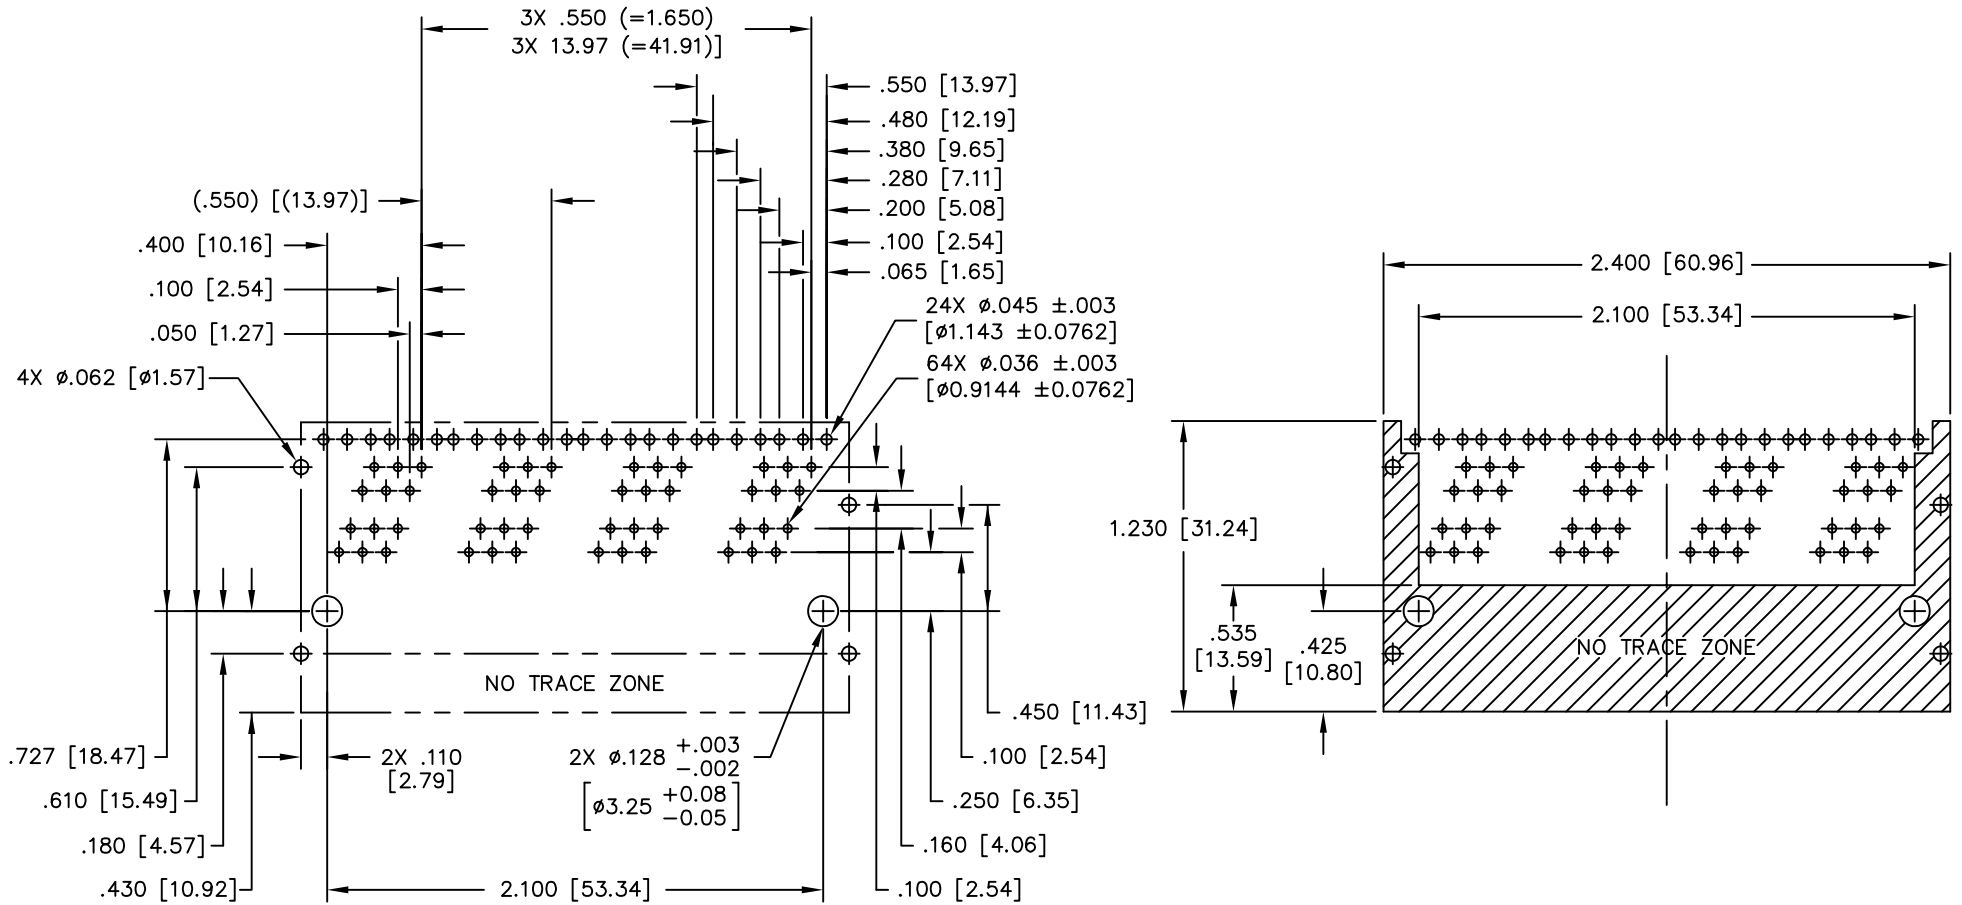 3X .550 (=1.650)
3X 13.97 (=41.91)]
.550 [13.97]
.480 [12.19]
.380 [9.65]
.280 [7.11]
(.550) [(13.97)]
.200 [5.08]
.400 [10.16]
.100 [2.54]
.065 [1.65]
.100 [2.54]
.050 [1.27]
24X ø.045 ±.003
[ø1.143 ±0.0762]
64X ø.036 ±.003
[ø0.9144 ±0.0762]
4X ø.062 [ø1.57]
NO TRACE ZONE
.450 [11.43]
.727 [18.47]
2X .110
[2.79]
2X ø.128 +.003
-.002
[ø3.25 +0.08
-0.05]
.100 [2.54]
.610 [15.49]
.250 [6.35]
.180 [4.57]
.160 [4.06]
.430 [10.92]
2.100 [53.34]
.100 [2.54]
2.400 [60.96]
2.100 [53.34]
1.230 [31.24]
.535
[13.59]
.425
[10.80]
NO TRACE ZONE